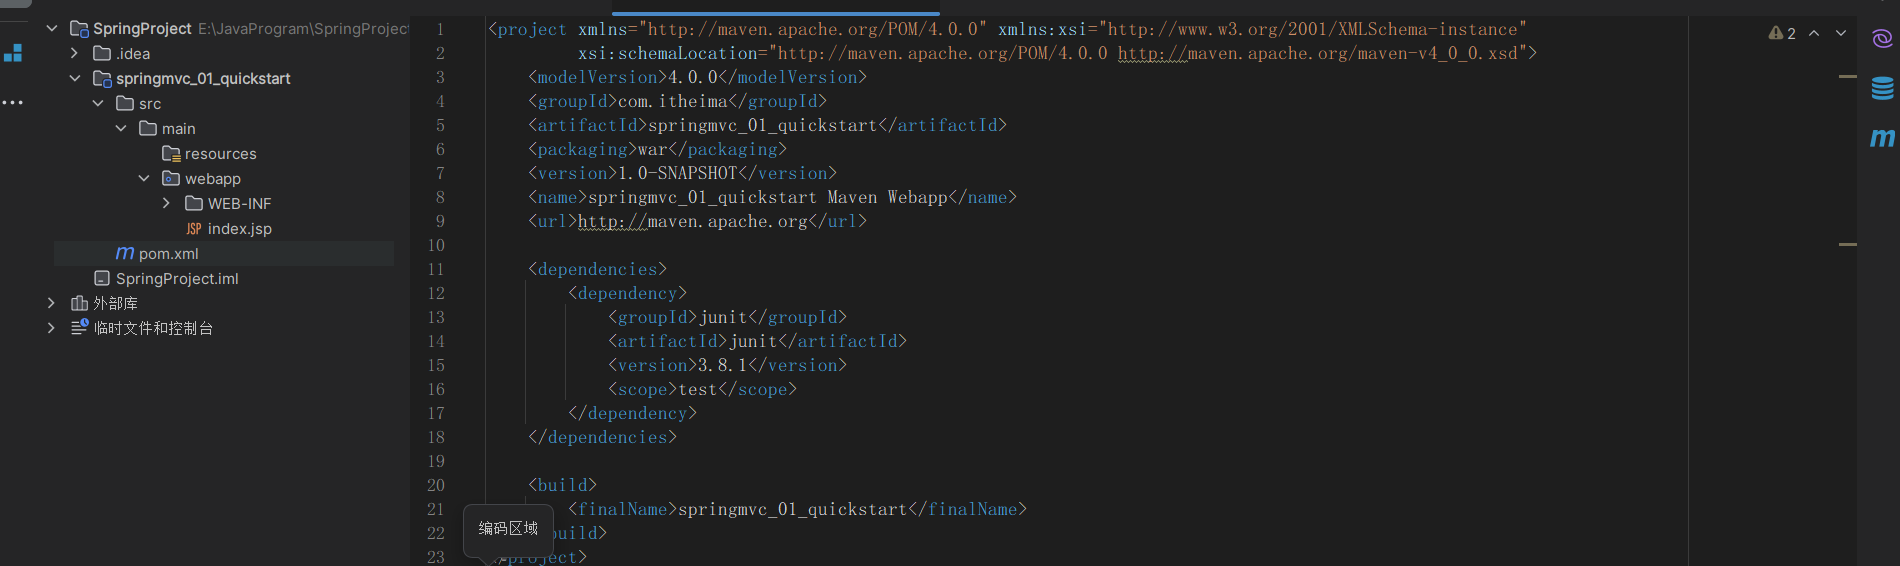 SpringProject E:\JavaProgram\SpringProject
.idea
springmvc_01_quickstart
src
main
resources
webapp
WEB-INF
JSP index.jsp
m pom.xml
SpringProject.iml
外部库
临时文件和控制台
1 <project xmlns="http://maven.apache.org/POM/4.0.0" xmlns:xsi="http://www.w3.org/2001/XMLSchema-instance"
2 xsi:schemaLocation="http://maven.apache.org/POM/4.0.0 http://maven.apache.org/maven-v4_0_0.xsd">
3 <modelVersion>4.0.0</modelVersion>
4 <groupId>com.itheima</groupId>
5 <artifactId>springmvc_01_quickstart</artifactId>
6 <packaging>war</packaging>
7 <version>1.0-SNAPSHOT</version>
8 <name>springmvc_01_quickstart Maven Webapp</name>
9 <url>http://maven.apache.org</url>
10
11 <dependencies>
12 <dependency>
13 <groupId>junit</groupId>
14 <artifactId>junit</artifactId>
15 <version>3.8.1</version>
16 <scope>test</scope>
17 </dependency>
18 </dependencies>
19
20 <build>
21 <finalName>springmvc_01_quickstart</finalName>
22 build>
23 project>
编码区域
2
m